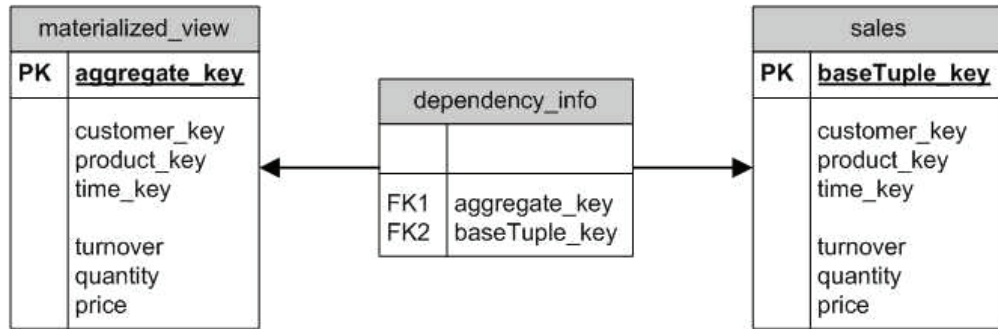 materialized_view
PK aggregate_key
customer_key
product_key
time_key
turnover
quantity
price
dependency_info
FK1 aggregate_key
FK2 baseTuple_key
sales
PK baseTuple_key
customer_key
product_key
time_key
turnover
quantity
price